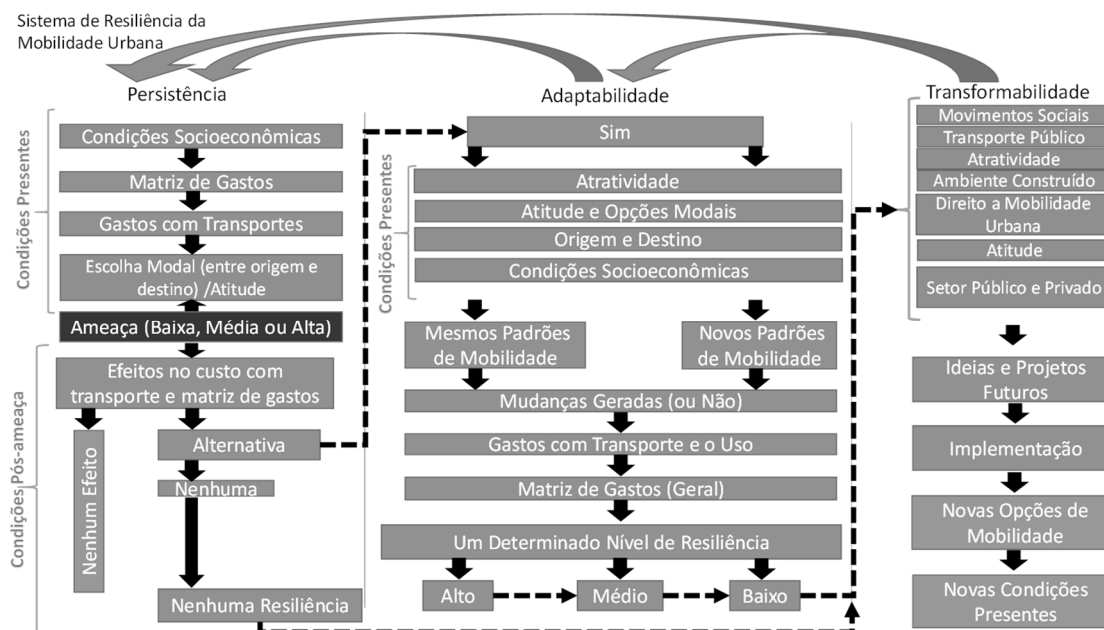 Sistema de Resiliência da
Mobilidade Urbana
Persistência
Condições Presentes
Condições Socioeconômicas
Matriz de Gastos
Gastos com Transportes
Escolha Modal (entre origem e
destino) /Atitude
Ameaça (Baixa, Média ou Alta)
Condições Pós-ameaça
Efeitos no custo com
transporte e matriz de gastos
Nenhum Efeito
Alternativa
Nenhuma
Nenhuma Resiliência
Adaptabilidade
Sim
Condições Presentes
Atratividade
Atitude e Opções Modais
Origem e Destino
Condições Socioeconômicas
Mesmos Padrões
de Mobilidade
Novos Padrões
de Mobilidade
Mudanças Geradas (ou Não)
Gastos com Transporte e o Uso
Matriz de Gastos (Geral)
Um Determinado Nível de Resiliência
Alto
Médio
Baixo
Transformabilidade
Movimentos Sociais
Transporte Público
Atratividade
Ambiente Construído
Direito a Mobilidade
Urbana
Atitude
Setor Público e Privado
Ideias e Projetos
Futuros
Implementação
Novas Opções de
Mobilidade
Novas Condições
Presentes